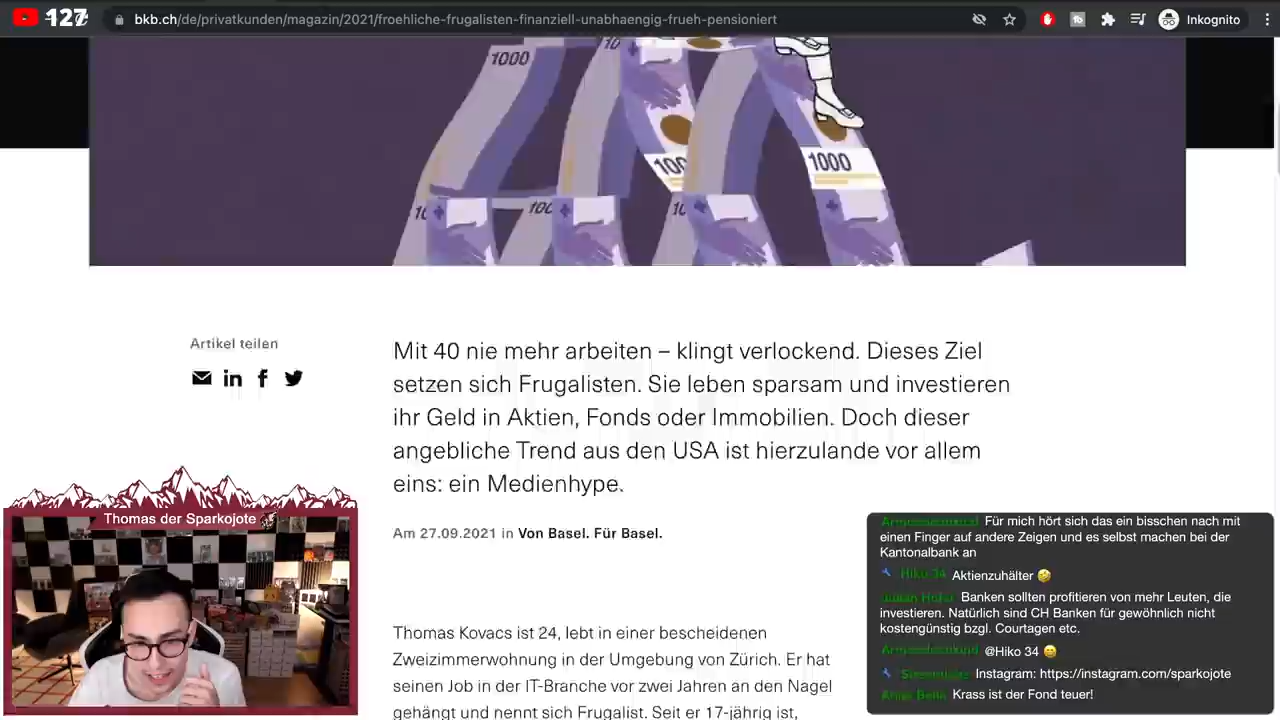 127
bkb.ch/de/privatkunden/magazin/2021/froehliche-frugalisten-finanziell-unabhaengig-frueh-pensioniert
Inkognito
1000
10
1000
1000
10
100
10
Artikel teilen
Mit 40 nie mehr arbeiten – klingt verlockend. Dieses Ziel
setzen sich Frugalisten. Sie leben sparsam und investieren
ihr Geld in Aktien, Fonds oder Immobilien. Doch dieser
angebliche Trend aus den USA ist hierzulande vor allem
eins: ein Medienhype.
Am 27.09.2021 in Von Basel. Für Basel.
Thomas Kovacs ist 24, lebt in einer bescheidenen
Zweizimmerwohnung in der Umgebung von Zürich. Er hat
seinen Job in der IT-Branche vor zwei Jahren an den Nagel
gehängt und nennt sich Frugalist. Seit er 17-jährig ist,
Thomas der Sparkojote
Für mich hört sich das ein bisschen nach mit
einen Finger auf andere Zeigen und es selbst machen bei der
Kantonalbank an
Hiko 34 Aktienzuhälter 🤣
Banken sollten profitieren von mehr Leuten, die
investieren. Natürlich sind CH Banken für gewöhnlich nicht
kostengünstig bzgl. Courtagen etc.
@Hiko 34 😄
Instagram: https://instagram.com/sparkojote
Krass ist der Fond teuer!